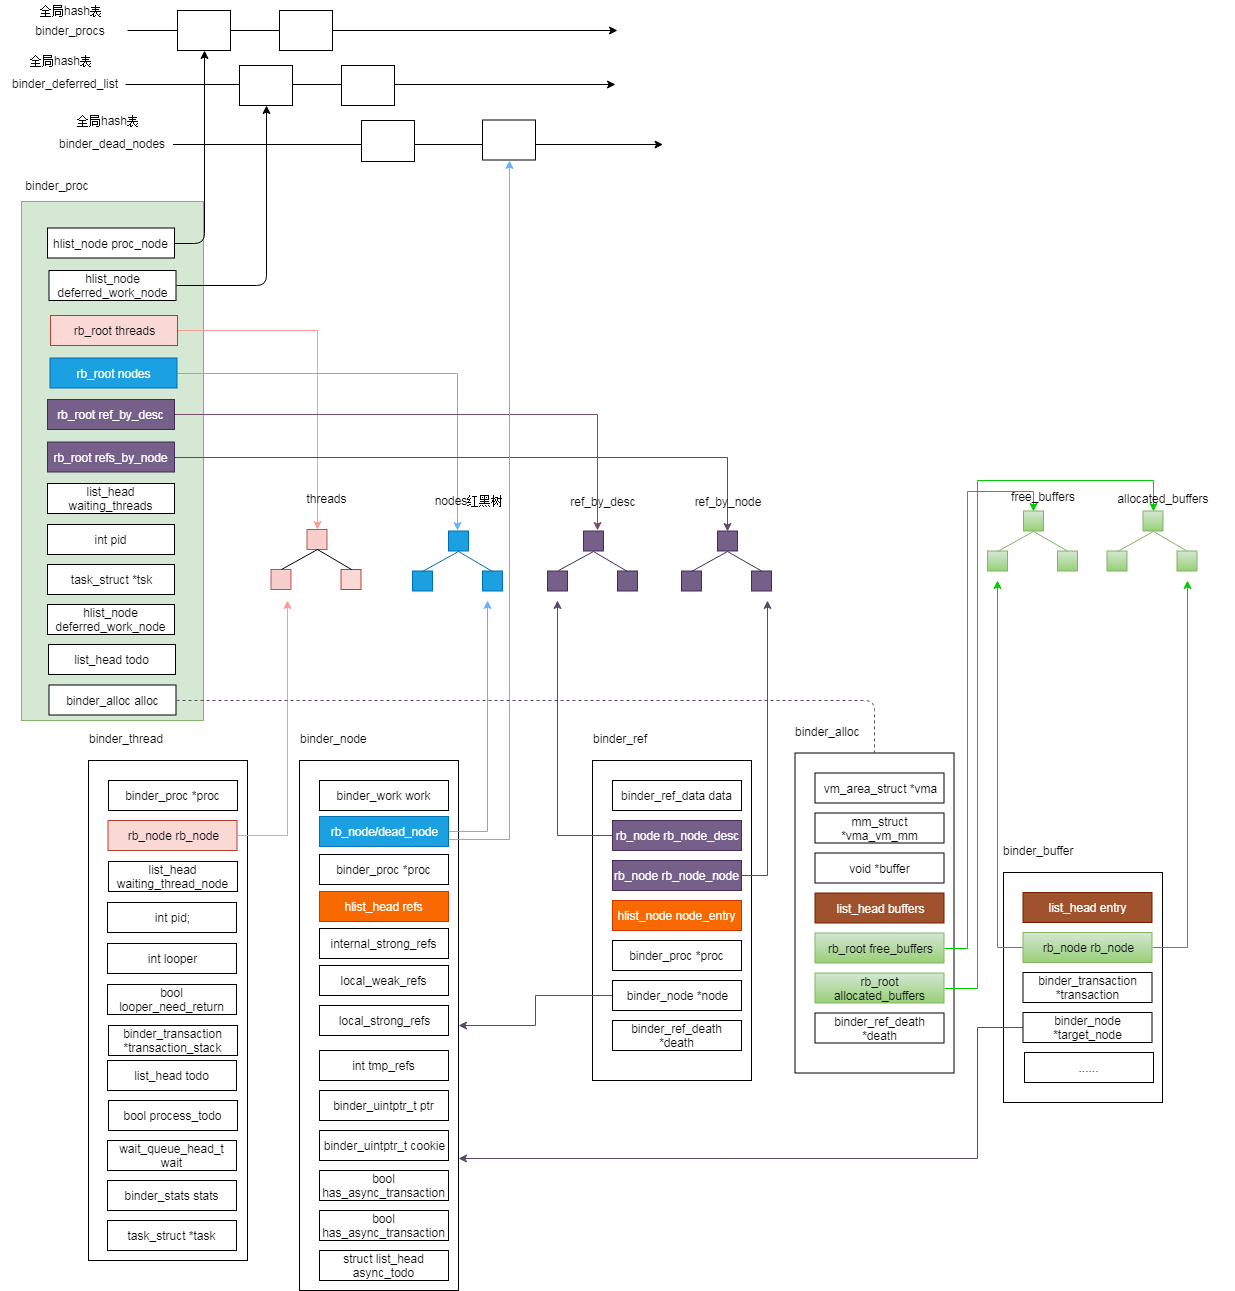 全局hash表
binder_procs
全局hash表
binder_deferred_list
全局hash表
binder_dead_nodes
binder_proc
hlist_node proc_node
hlist_node
deferred_work_node
rb_root threads
rb_root nodes
rb_root ref_by_desc
rb_root refs_by_node
list_head
waiting_threads
int pid
task_struct *tsk
hlist_node
deferred_work_node
list_head todo
binder_alloc alloc
threads
nodes红黑树
ref_by_desc
ref_by_node
free_buffers
allocated_buffers
binder_thread
binder_proc *proc
rb_node rb_node
list_head
waiting_thread_node
int pid;
int looper
bool
looper_need_return
binder_transaction
*transaction_stack
list_head todo
bool process_todo
wait_queue_head_t
wait
binder_stats stats
task_struct *task
binder_node
binder_work work
rb_node/dead_node
binder_proc *proc
hlist_head refs
internal_strong_refs
local_weak_refs
local_strong_refs
int tmp_refs
binder_uintptr_t ptr
binder_uintptr_t cookie
bool
has_async_transaction
bool
has_async_transaction
struct list_head
async_todo
binder_ref
binder_ref_data data
rb_node rb_node_desc
rb_node rb_node_node
hlist_node node_entry
binder_proc *proc
binder_node *node
binder_ref_death
*death
binder_alloc
vm_area_struct *vma
mm_struct
*vma_vm_mm
void *buffer
list_head buffers
rb_root free_buffers
rb_root
allocated_buffers
binder_ref_death
*death
binder_buffer
list_head entry
rb_node rb_node
binder_transaction
*transaction
binder_node
*target_node
......